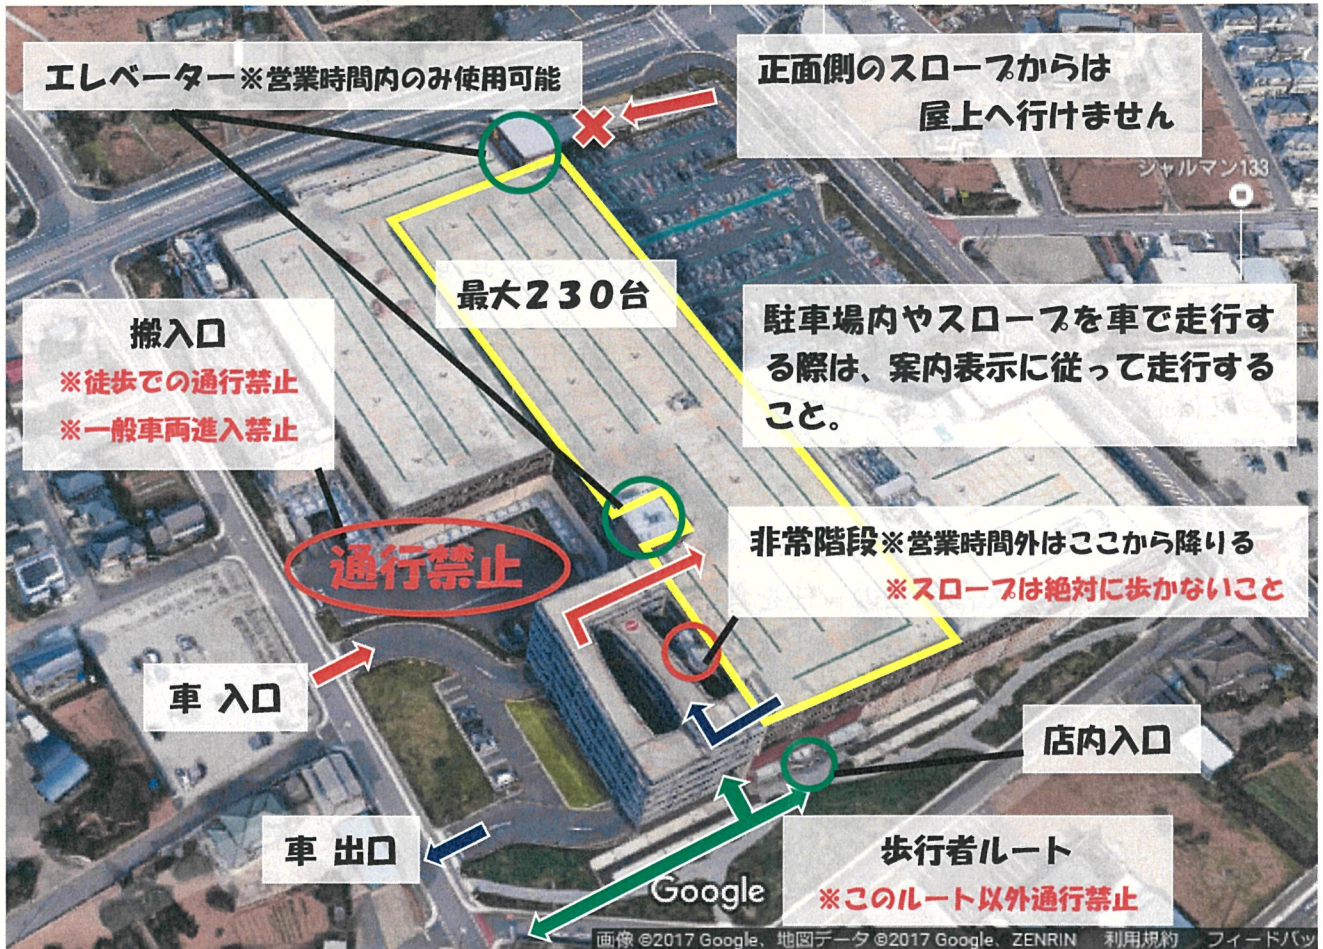 エレベーター※営業時間内のみ使用可能
正面側のスロープからは
屋上へ行けません
シャルマン133
最大230台
搬入口
※徒歩での通行禁止
※一般車両進入禁止
駐車場内やスロープを車で走行す
る際は、案内表示に従って走行する
こと。
通行禁止
非常階段※営業時間外はここから降りる
※スロープは絶対に歩かないこと
車 入口
店内入口
車 出口
歩行者ルート
※このルート以外通行禁止
Google
画像 ©2017 Google、地図データ ©2017 Google、ZENRIN 利用規約 フィードバッ